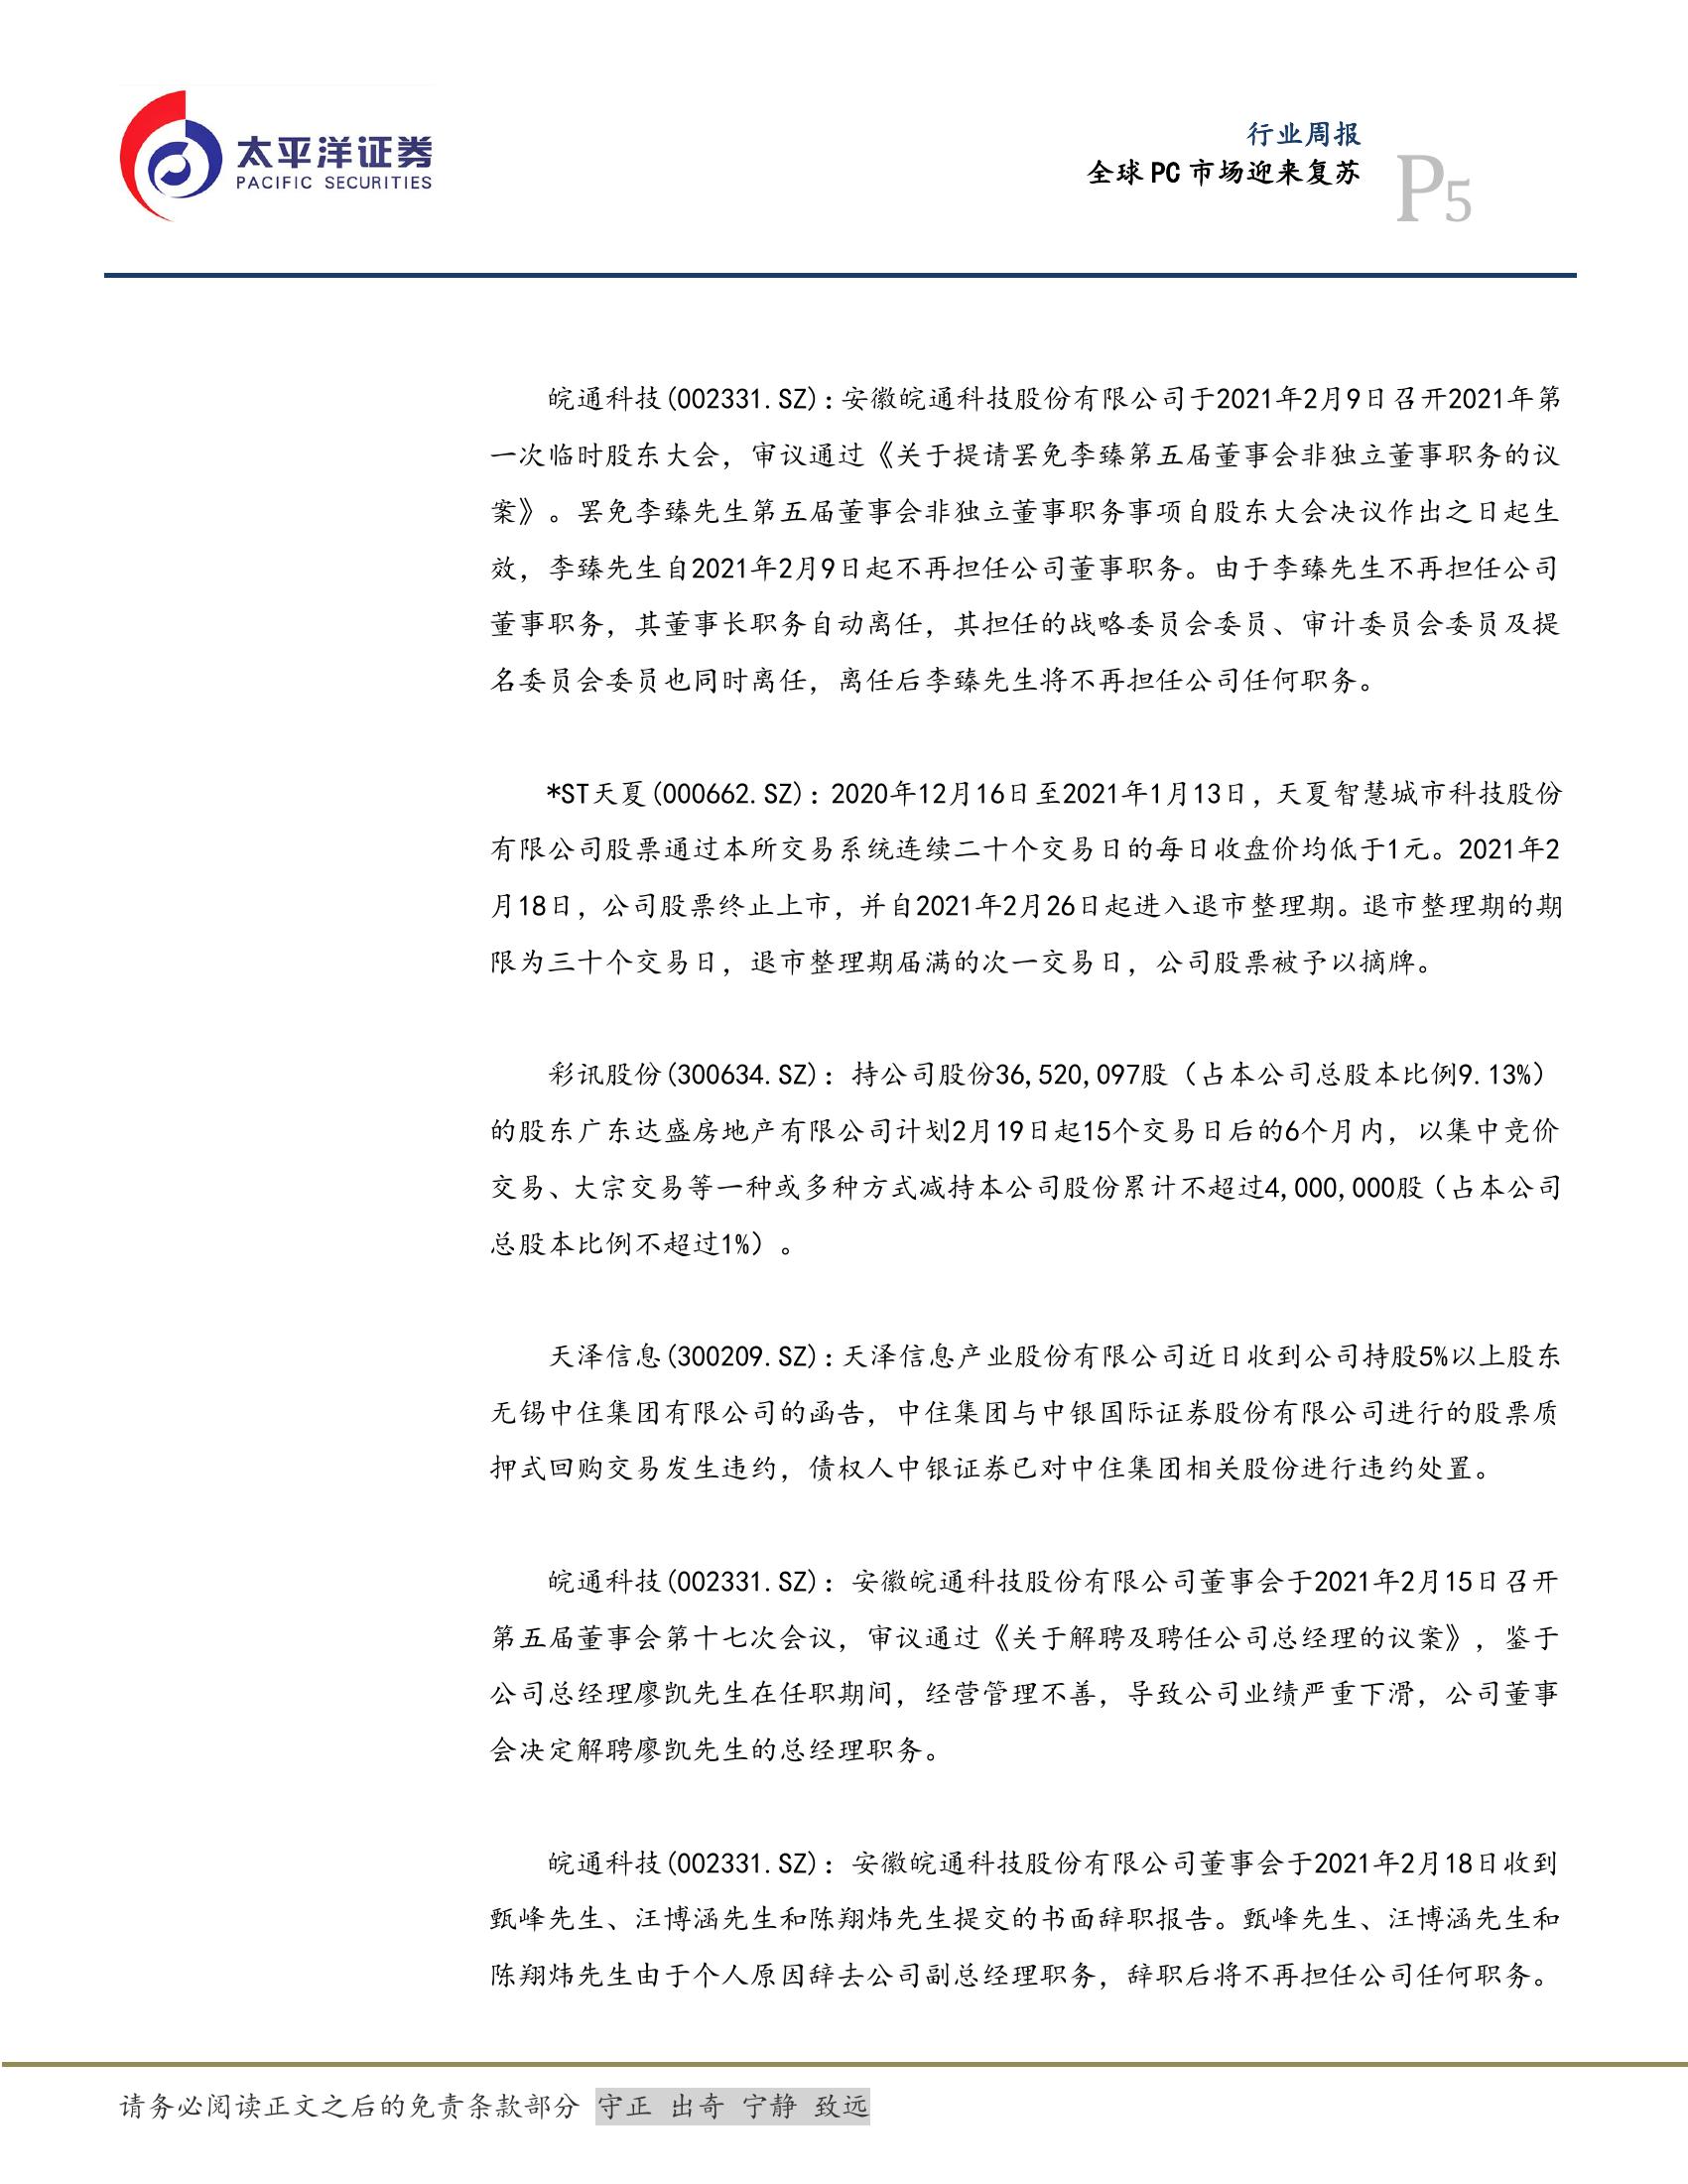 太平洋证券
PACIFIC SECURITIES
行业周报
全球 PC 市场迎来复苏
P5
皖通科技(002331.SZ)：安徽皖通科技股份有限公司于2021年2月9日召开2021年第
一次临时股东大会，审议通过《关于提请罢免李臻第五届董事会非独立董事职务的议
案》。罢免李臻先生第五届董事会非独立董事职务事项自股东大会决议作出之日起生
效，李臻先生自2021年2月9日起不再担任公司董事职务。由于李臻先生不再担任公司
董事职务，其董事长职务自动离任，其担任的战略委员会委员、审计委员会委员及提
名委员会委员也同时离任，离任后李臻先生将不再担任公司任何职务。
*ST天夏(000662.SZ)：2020年12月16日至2021年1月13日，天夏智慧城市科技股份
有限公司股票通过本所交易系统连续二十个交易日的每日收盘价均低于1元。2021年2
月18日，公司股票终止上市，并自2021年2月26日起进入退市整理期。退市整理期的期
限为三十个交易日，退市整理期届满的次一交易日，公司股票被予以摘牌。
彩讯股份(300634.SZ)：持公司股份36,520,097股（占本公司总股本比例9.13%）
的股东广东达盛房地产有限公司计划2月19日起15个交易日后的6个月内，以集中竞价
交易、大宗交易等一种或多种方式减持本公司股份累计不超过4,000,000股（占本公司
总股本比例不超过1%）。
天泽信息(300209.SZ)：天泽信息产业股份有限公司近日收到公司持股5%以上股东
无锡中住集团有限公司的函告，中住集团与中银国际证券股份有限公司进行的股票质
押式回购交易发生违约，债权人中银证券已对中住集团相关股份进行违约处置。
皖通科技(002331.SZ)：安徽皖通科技股份有限公司董事会于2021年2月15日召开
第五届董事会第十七次会议，审议通过《关于解聘及聘任公司总经理的议案》，鉴于
公司总经理廖凯先生在任职期间，经营管理不善，导致公司业绩严重下滑，公司董事
会决定解聘廖凯先生的总经理职务。
皖通科技(002331.SZ)：安徽皖通科技股份有限公司董事会于2021年2月18日收到
甄峰先生、汪博涵先生和陈翔炜先生提交的书面辞职报告。甄峰先生、汪博涵先生和
陈翔炜先生由于个人原因辞去公司副总经理职务，辞职后将不再担任公司任何职务。
请务必阅读正文之后的免责条款部分 守正 出奇 宁静 致远